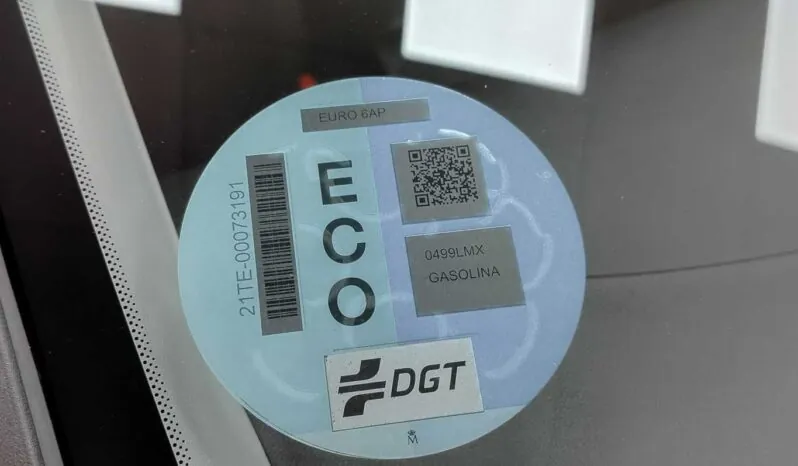 EURO 6AP
21TE-00073191
ECO
0499LMX
GASOLINA
DGT
M